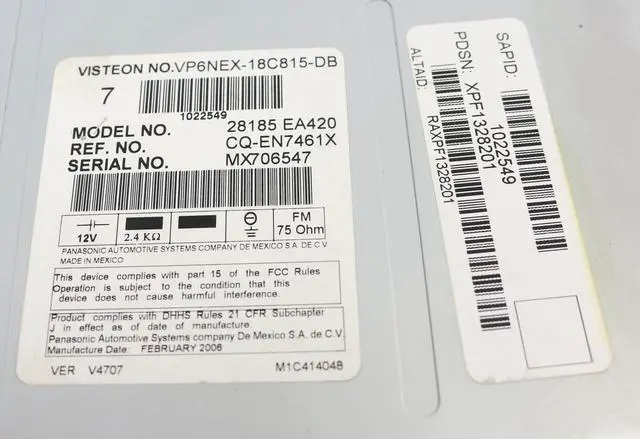 VISTEON NO.VP6NEX-18C815-DB
7
1022549
MODEL NO. 28185 EA420
REF. NO. CQ-EN7461X
SERIAL NO. MX706547
12V
2.4 KΩ
FM
75 Ohm
PANASONIC AUTOMOTIVE SYSTEMS COMPANY DE MEXICO S.A. DE C.V
MADE IN MEXICO
This device complies with part 15 of the FCC Rules
Operation is subject to the condition that this
device does not cause harmful interference.
Product complies with DHHS Rules 21 CFR Subchapter
J in effect as of date of manufacture.
Panasonic Automotive Systems company De Mexico S.A. de C.V.
Manufacture Date: FEBRUARY 2006
VER V4707 M1C414048
SAPID:
1022549
PDSN: XPF1328201
ALTAID:
RAXPF1328201